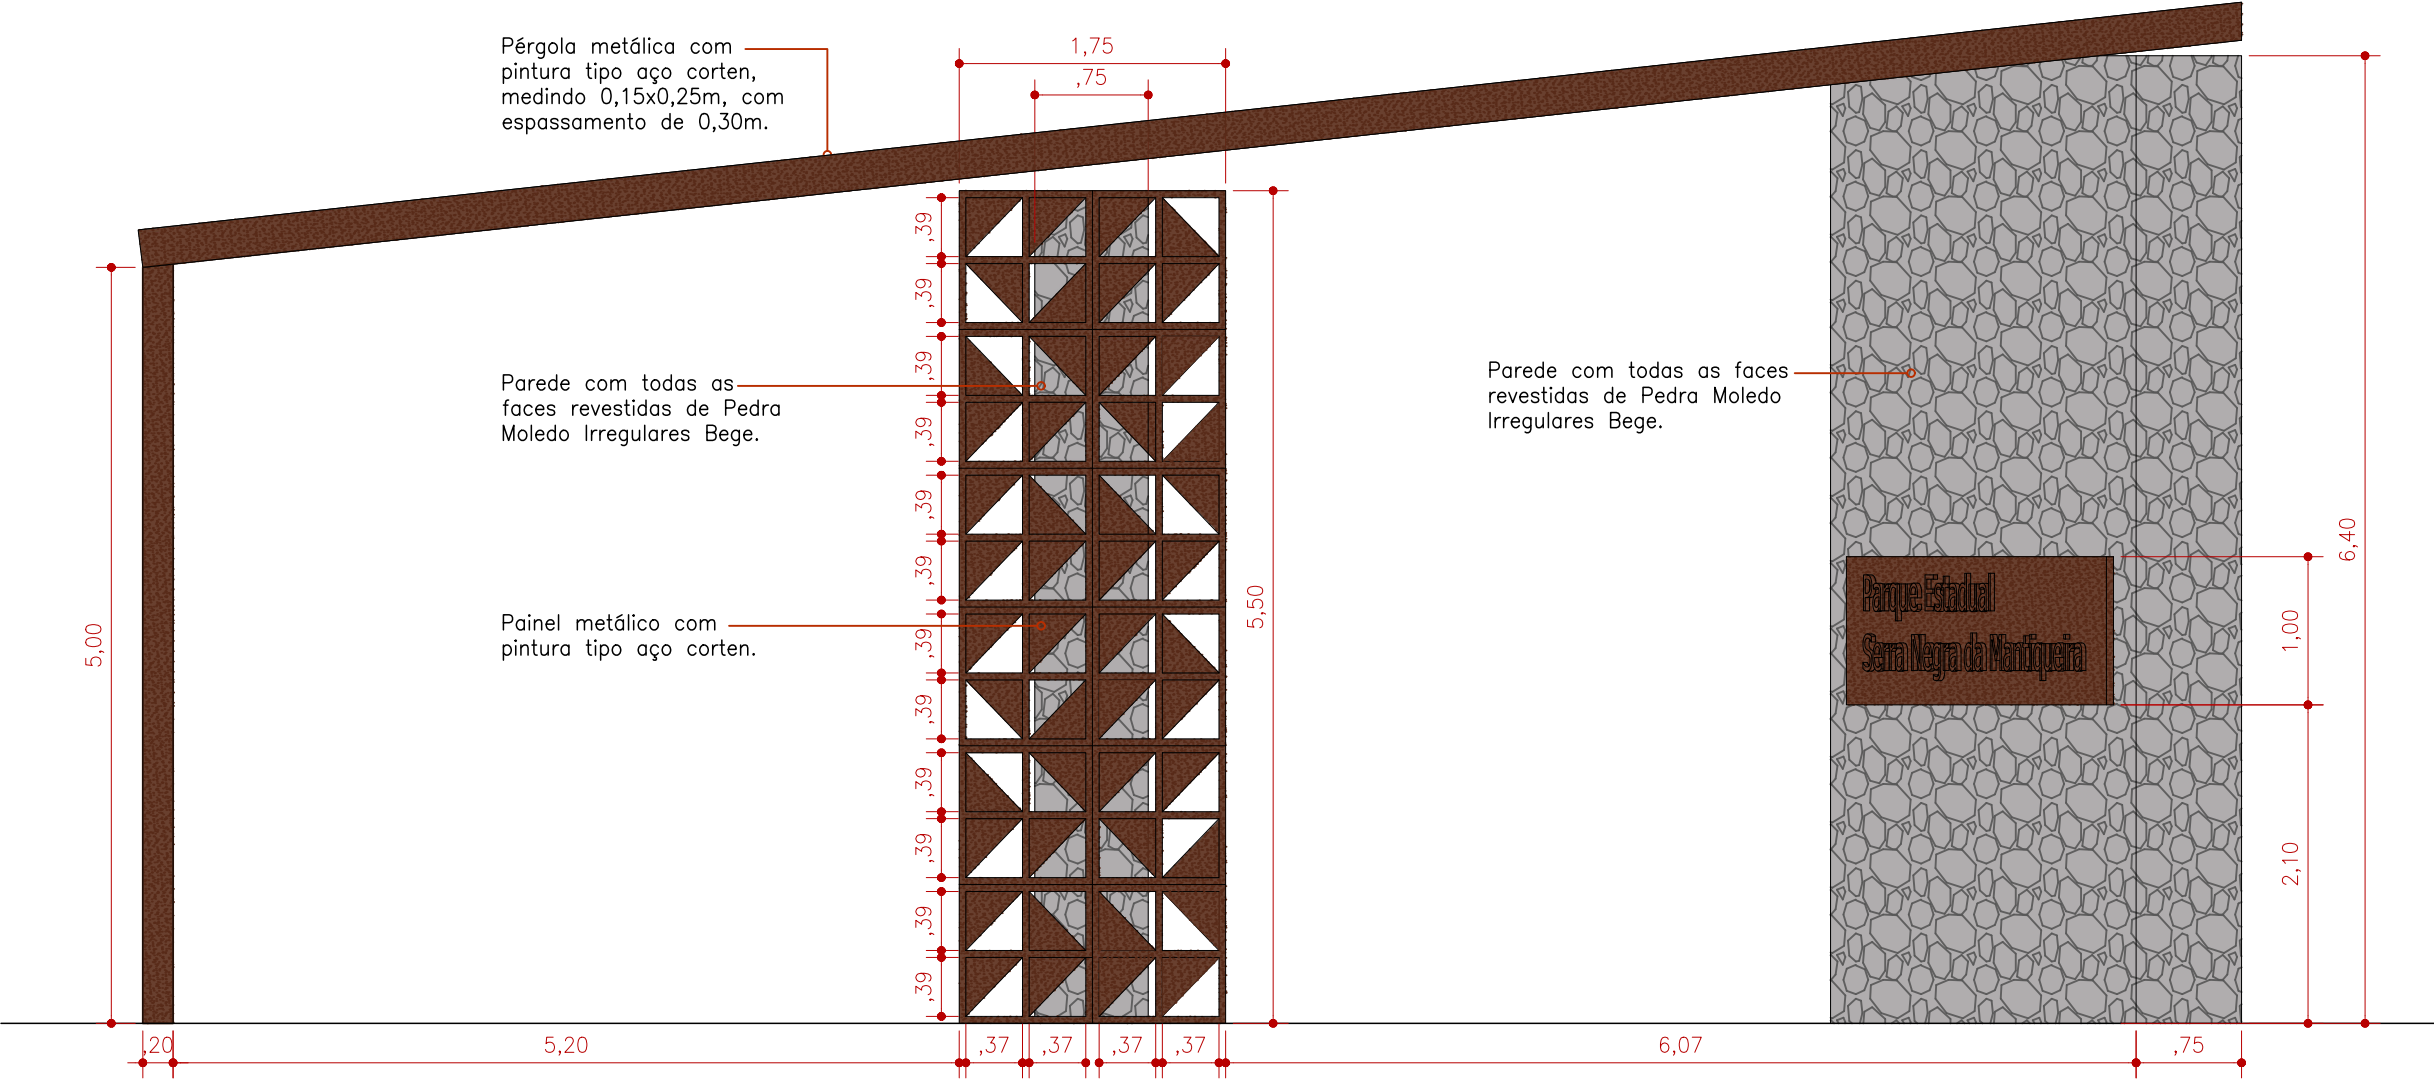 Pérgola metálica com
pintura tipo aço corten,
medindo 0,15x0,25m, com
espassamento de 0,30m.
1,75
,75
Parede com todas as
faces revestidas de Pedra
Moledo Irregulares Bege.
Painel metálico com
pintura tipo aço corten.
Parede com todas as faces
revestidas de Pedra Moledo
Irregulares Bege.
Parque Estadual
Serra Negra da Mantiqueira
5,00
,39
,39
,39
,39
,39
,39
,39
,39
,39
,39
,39
,39
5,50
6,40
1,00
2,10
,20
5,20
,37
,37
,37
,37
6,07
,75